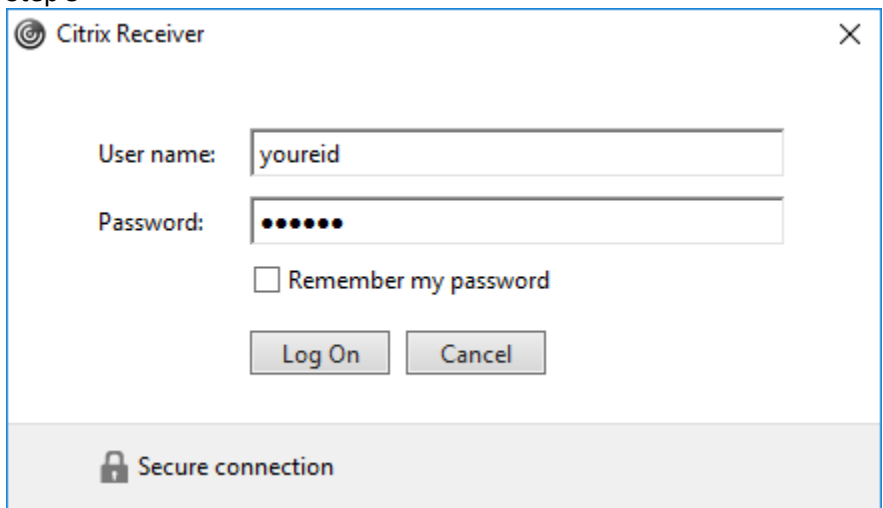 Citrix Receiver
User name: youreid
Password: ●●●●●●
Remember my password
Log On Cancel
Secure connection